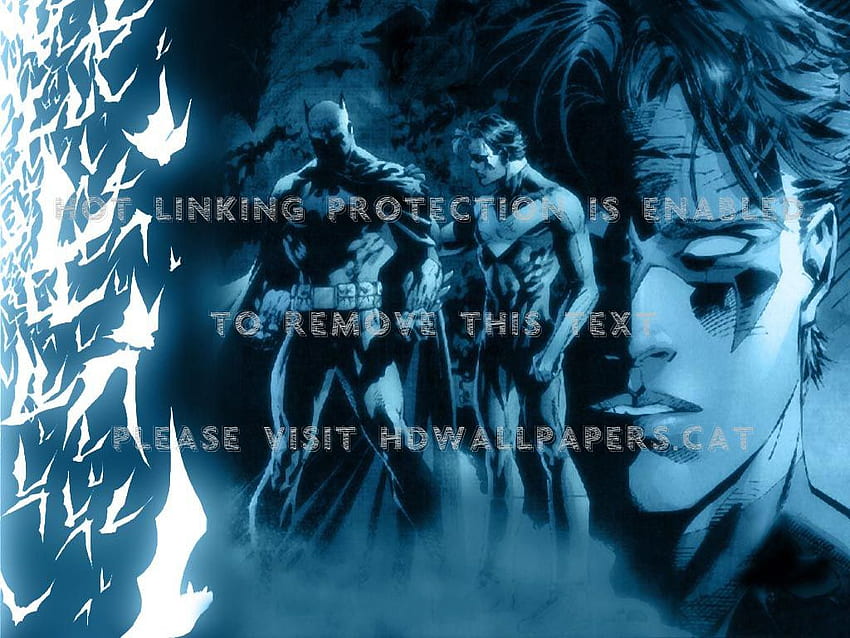 HOT LINKING PROTECTION IS ENABLED
TO REMOVE THIS TEXT
PLEASE VISIT HDWALLPAPERS.CAT